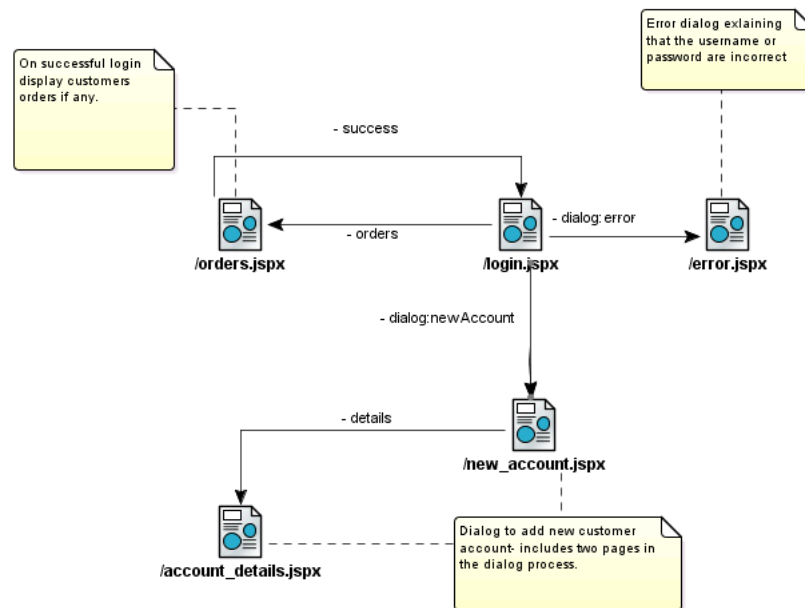 Error dialog exlaining
that the username or
password are incorrect
On successful login
display customers
orders if any.
- success
- orders
- dialog:error
/orders.jspx
/login.jspx
/error.jspx
- dialog:newAccount
- details
/new_account.jspx
/account_details.jspx
Dialog to add new customer
account- includes two pages in
the dialog process.